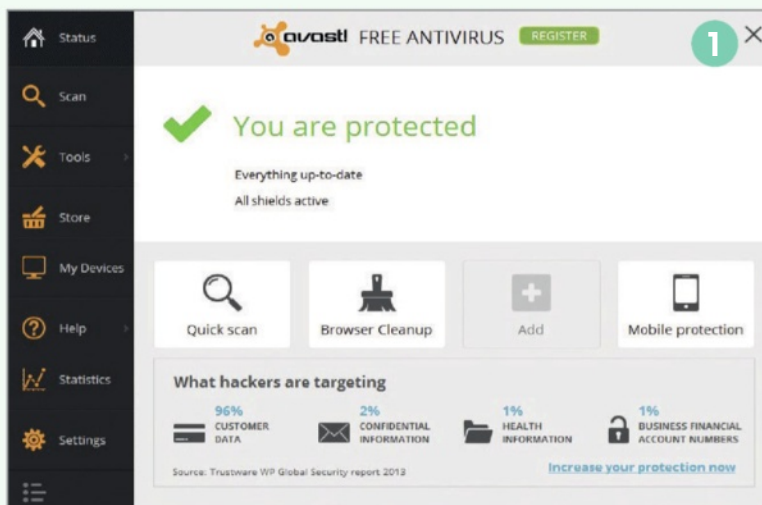 Status
Scan
Tools
Store
My Devices
Help
Statistics
Settings
avast! FREE ANTIVIRUS REGISTER
1
You are protected
Everything up-to-date
All shields active
Quick scan
Browser Cleanup
Add
Mobile protection
What hackers are targeting
96%
CUSTOMER
DATA
2%
CONFIDENTIAL
INFORMATION
1%
HEALTH
INFORMATION
1%
BUSINESS FINANCIAL
ACCOUNT NUMBERS
Source: Trustware WP Global Security report 2013
Increase your protection now